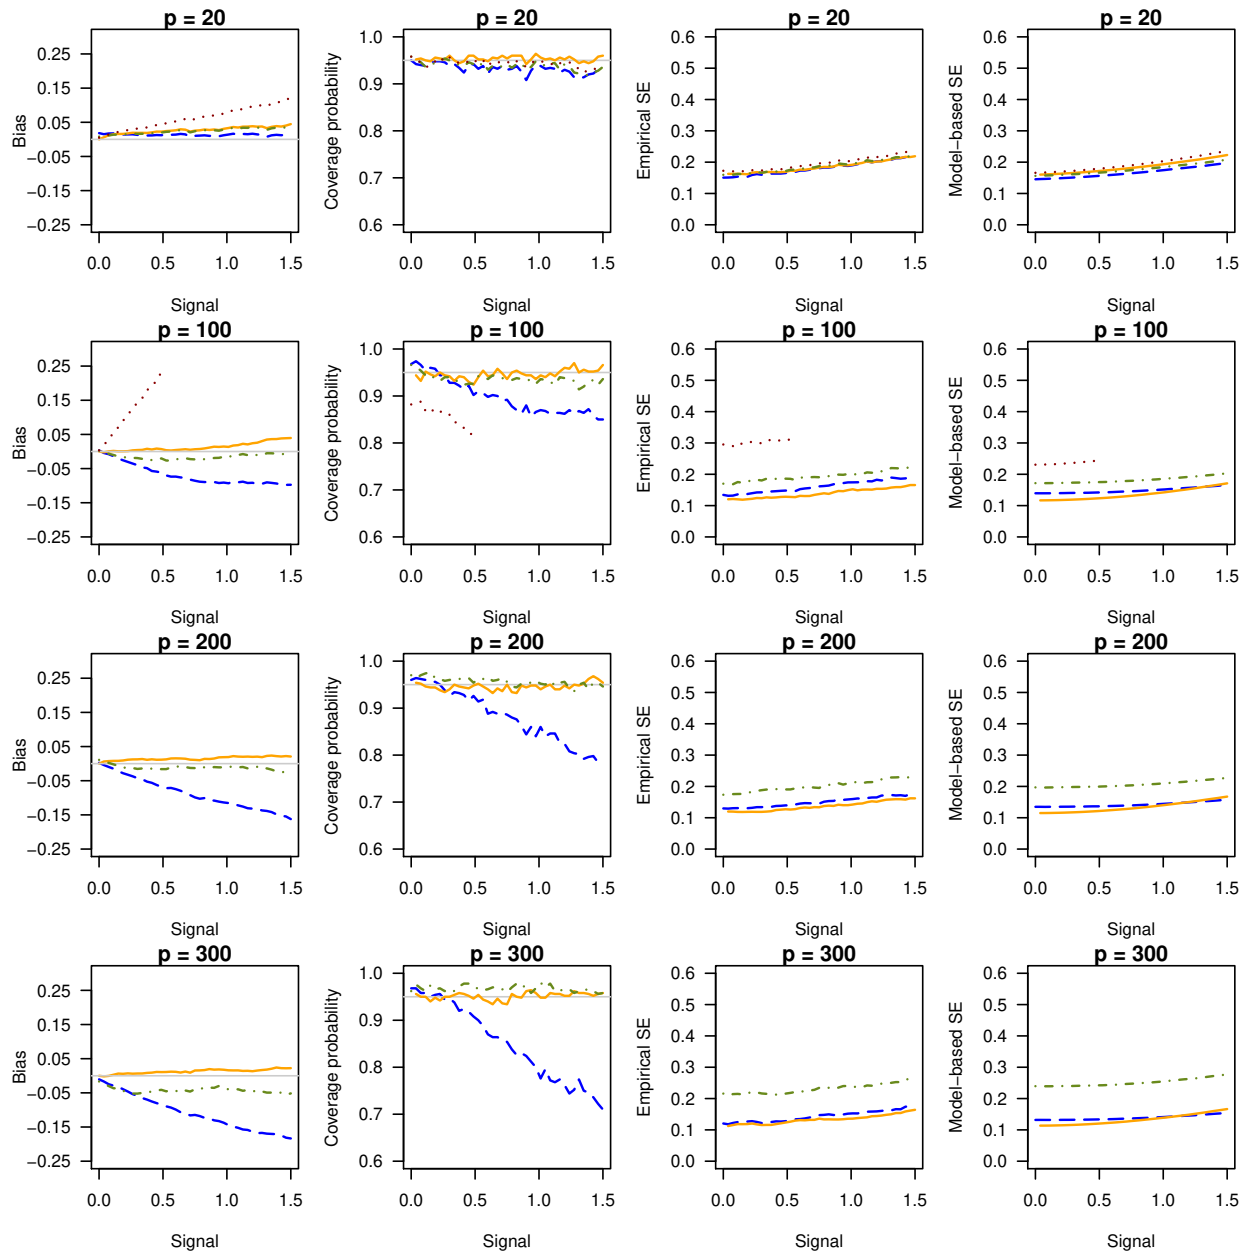 p = 20 p = 20 p = 20 p = 20
Bias Coverage probability Empirical SE Model−based SE
0.25 0.15 0.05 −0.05 −0.15 −0.25
1.0 0.9 0.8 0.7 0.6
0.6 0.5 0.4 0.3 0.2 0.1 0.0
0.6 0.5 0.4 0.3 0.2 0.1 0.0
0.0 0.5 1.0 1.5 0.0 0.5 1.0 1.5 0.0 0.5 1.0 1.5 0.0 0.5 1.0 1.5
Signal Signal Signal Signal
p = 100 p = 100 p = 100 p = 100
Bias Coverage probability Empirical SE Model−based SE
0.25 0.15 0.05 −0.05 −0.15 −0.25
1.0 0.9 0.8 0.7 0.6
0.6 0.5 0.4 0.3 0.2 0.1 0.0
0.6 0.5 0.4 0.3 0.2 0.1 0.0
0.0 0.5 1.0 1.5 0.0 0.5 1.0 1.5 0.0 0.5 1.0 1.5 0.0 0.5 1.0 1.5
Signal Signal Signal Signal
p = 200 p = 200 p = 200 p = 200
Bias Coverage probability Empirical SE Model−based SE
0.25 0.15 0.05 −0.05 −0.15 −0.25
1.0 0.9 0.8 0.7 0.6
0.6 0.5 0.4 0.3 0.2 0.1 0.0
0.6 0.5 0.4 0.3 0.2 0.1 0.0
0.0 0.5 1.0 1.5 0.0 0.5 1.0 1.5 0.0 0.5 1.0 1.5 0.0 0.5 1.0 1.5
Signal Signal Signal Signal
p = 300 p = 300 p = 300 p = 300
Bias Coverage probability Empirical SE Model−based SE
0.25 0.15 0.05 −0.05 −0.15 −0.25
1.0 0.9 0.8 0.7 0.6
0.6 0.5 0.4 0.3 0.2 0.1 0.0
0.6 0.5 0.4 0.3 0.2 0.1 0.0
0.0 0.5 1.0 1.5 0.0 0.5 1.0 1.5 0.0 0.5 1.0 1.5 0.0 0.5 1.0 1.5
Signal Signal Signal Signal